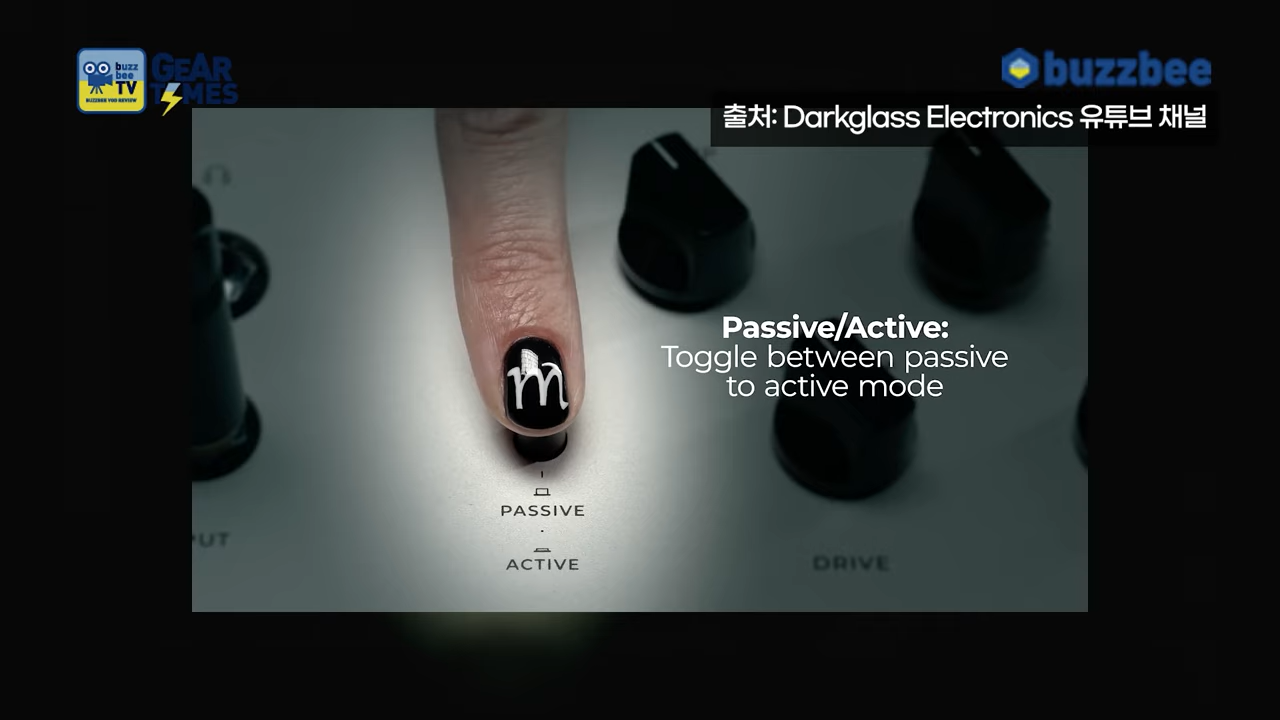 buzz
bee
TV
BUZZBEE VOD REVIEW
GEAR
TIMES
buzzbee
출처: Darkglass Electronics 유튜브 채널
m
Passive/Active:
Toggle between passive
to active mode
PASSIVE
ACTIVE
PUT
DRIVE